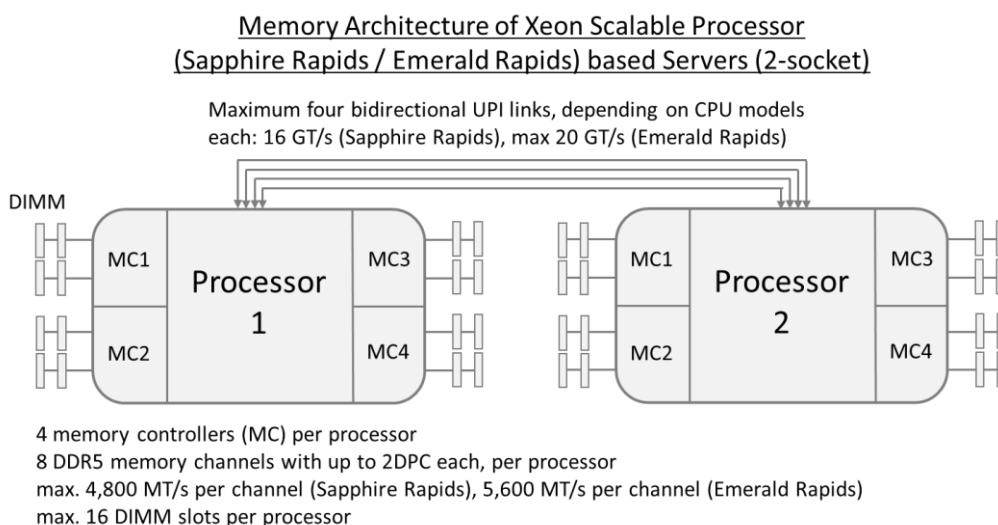 Memory Architecture of Xeon Scalable Processor
(Sapphire Rapids / Emerald Rapids) based Servers (2-socket)
Maximum four bidirectional UPI links, depending on CPU models
each: 16 GT/s (Sapphire Rapids), max 20 GT/s (Emerald Rapids)
DIMM
MC1
Processor
1
MC3
MC2
MC4
MC1
Processor
2
MC3
MC2
MC4
4 memory controllers (MC) per processor
8 DDR5 memory channels with up to 2DPC each, per processor
max. 4,800 MT/s per channel (Sapphire Rapids), 5,600 MT/s per channel (Emerald Rapids)
max. 16 DIMM slots per processor